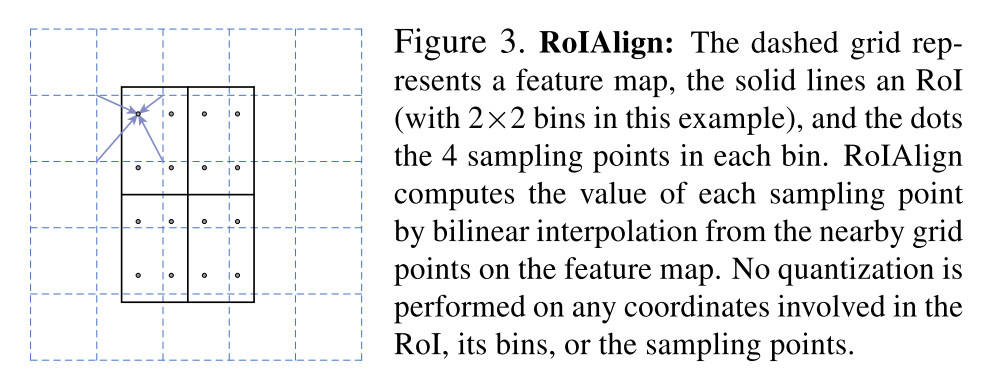 Figure 3. RoIAlign: The dashed grid rep-
resents a feature map, the solid lines an RoI
(with 2×2 bins in this example), and the dots
the 4 sampling points in each bin. RoIAlign
computes the value of each sampling point
by bilinear interpolation from the nearby grid
points on the feature map. No quantization is
performed on any coordinates involved in the
RoI, its bins, or the sampling points.